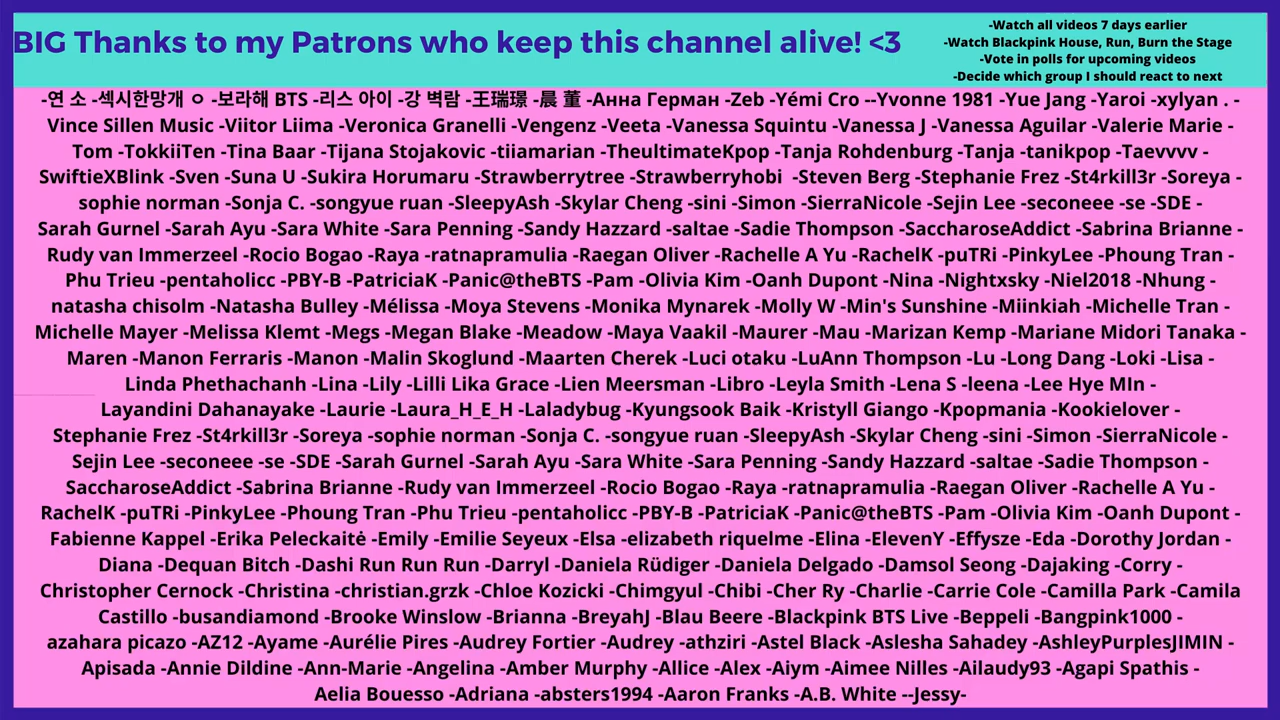 BIG Thanks to my Patrons who keep this channel alive! <3
-Watch all videos 7 days earlier
-Watch Blackpink House, Run, Burn the Stage
-Vote in polls for upcoming videos
-Decide which group I should react to next
-연 소 -섹시한망개 ㅇ -보라해 BTS -리스 아이 -강 벽람 -王瑞璟 -晨 董 -Анна Герман -Zeb -Yémi Cro --Yvonne 1981 -Yue Jang -Yaroi -xylyan . -
Vince Sillen Music -Viitor Liima -Veronica Granelli -Vengenz -Veeta -Vanessa Squintu -Vanessa J -Vanessa Aguilar -Valerie Marie -
Tom -TokkiiTen -Tina Baar -Tijana Stojakovic -tiiamarian -TheultimateKpop -Tanja Rohdenburg -Tanja -tanikpop -Taevvvv -
SwiftieXBlink -Sven -Suna U -Sukira Horumaru -Strawberrytree -Strawberryhobi  -Steven Berg -Stephanie Frez -St4rkill3r -Soreya -
sophie norman -Sonja C. -songyue ruan -SleepyAsh -Skylar Cheng -sini -Simon -SierraNicole -Sejin Lee -seconeee -se -SDE -
Sarah Gurnel -Sarah Ayu -Sara White -Sara Penning -Sandy Hazzard -saltae -Sadie Thompson -SaccharoseAddict -Sabrina Brianne -
Rudy van Immerzeel -Rocio Bogao -Raya -ratnapramulia -Raegan Oliver -Rachelle A Yu -RachelK -puTRi -PinkyLee -Phoung Tran -
Phu Trieu -pentaholicc -PBY-B -PatriciaK -Panic@theBTS -Pam -Olivia Kim -Oanh Dupont -Nina -Nightxsky -Niel2018 -Nhung -
natasha chisolm -Natasha Bulley -Mélissa -Moya Stevens -Monika Mynarek -Molly W -Min's Sunshine -Miinkiah -Michelle Tran -
Michelle Mayer -Melissa Klemt -Megs -Megan Blake -Meadow -Maya Vaakil -Maurer -Mau -Marizan Kemp -Mariane Midori Tanaka -
Maren -Manon Ferraris -Manon -Malin Skoglund -Maarten Cherek -Luci otaku -LuAnn Thompson -Lu -Long Dang -Loki -Lisa -
Linda Phethachanh -Lina -Lily -Lilli Lika Grace -Lien Meersman -Libro -Leyla Smith -Lena S -leena -Lee Hye MIn -
Layandini Dahanayake -Laurie -Laura_H_E_H -Laladybug -Kyungsook Baik -Kristyll Giango -Kpopmania -Kookielover -
Stephanie Frez -St4rkill3r -Soreya -sophie norman -Sonja C. -songyue ruan -SleepyAsh -Skylar Cheng -sini -Simon -SierraNicole -
Sejin Lee -seconeee -se -SDE -Sarah Gurnel -Sarah Ayu -Sara White -Sara Penning -Sandy Hazzard -saltae -Sadie Thompson -
SaccharoseAddict -Sabrina Brianne -Rudy van Immerzeel -Rocio Bogao -Raya -ratnapramulia -Raegan Oliver -Rachelle A Yu -
RachelK -puTRi -PinkyLee -Phoung Tran -Phu Trieu -pentaholicc -PBY-B -PatriciaK -Panic@theBTS -Pam -Olivia Kim -Oanh Dupont -
Fabienne Kappel -Erika Peleckaitė -Emily -Emilie Seyeux -Elsa -elizabeth riquelme -Elina -ElevenY -Effysze -Eda -Dorothy Jordan -
Diana -Dequan Bitch -Dashi Run Run Run -Darryl -Daniela Rüdiger -Daniela Delgado -Damsol Seong -Dajaking -Corry -
Christopher Cernock -Christina -christian.grzk -Chloe Kozicki -Chimgyul -Chibi -Cher Ry -Charlie -Carrie Cole -Camilla Park -Camila
Castillo -busandiamond -Brooke Winslow -Brianna -BreyahJ -Blau Beere -Blackpink BTS Live -Beppeli -Bangpink1000 -
azahara picazo -AZ12 -Ayame -Aurélie Pires -Audrey Fortier -Audrey -athziri -Astel Black -Aslesha Sahadey -AshleyPurplesJIMIN -
Apisada -Annie Dildine -Ann-Marie -Angelina -Amber Murphy -Allice -Alex -Aiym -Aimee Nilles -Ailaudy93 -Agapi Spathis -
Aelia Bouesso -Adriana -absters1994 -Aaron Franks -A.B. White --Jessy-